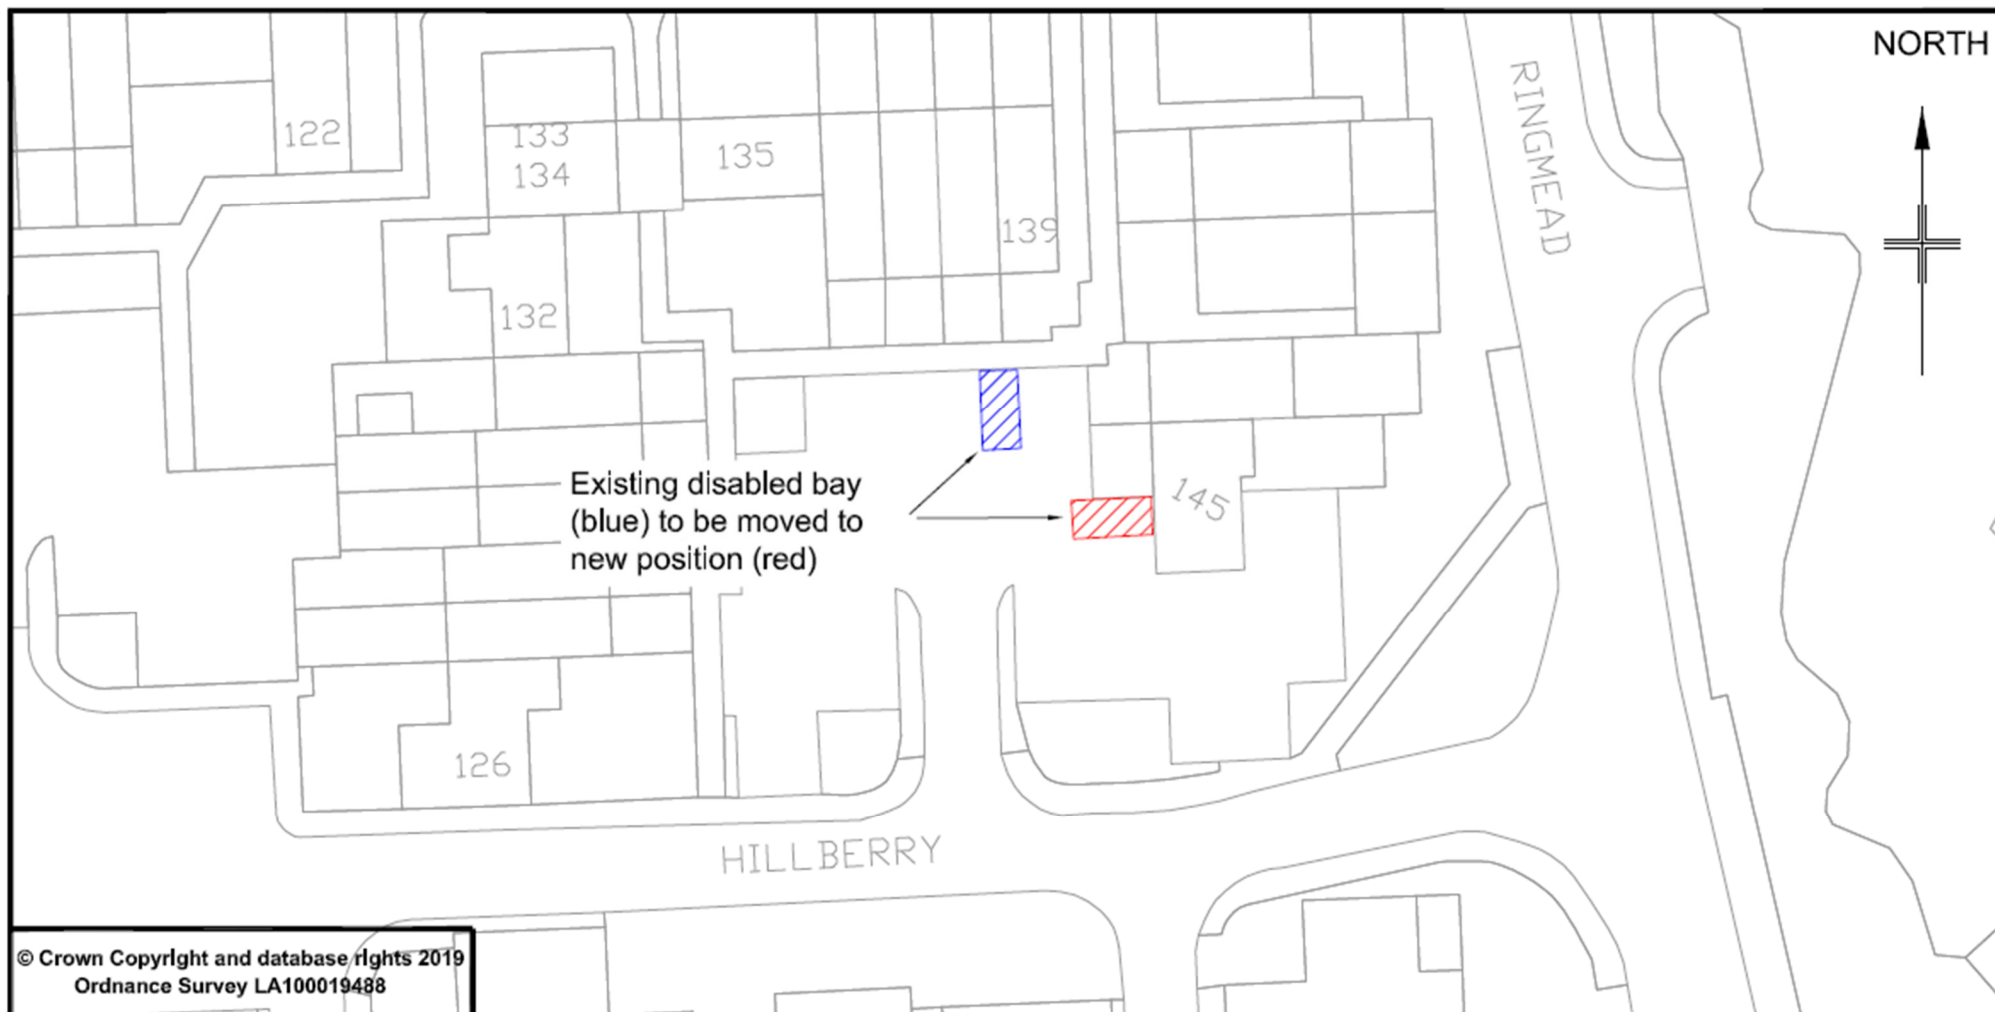 NORTH
RINGMEAD
122
133
134
135
139
132
Existing disabled bay
(blue) to be moved to
new position (red)
145
126
HILLBERRY
© Crown Copyright and database rights 2019
Ordnance Survey LA100019488